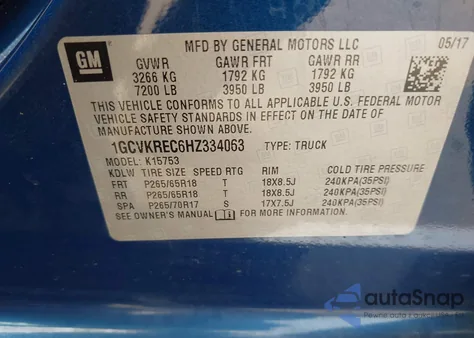 GM
MFD BY GENERAL MOTORS LLC 05/17
GVWR GAWR FRT GAWR RR
3266 KG 1792 KG 1792 KG
7200 LB 3950 LB 3950 LB
THIS VEHICLE CONFORMS TO ALL APPLICABLE U.S. FEDERAL MOTOR
VEHICLE SAFETY STANDARDS IN EFFECT ON THE DATE OF
MANUFACTURE SHOWN ABOVE.
1GCVKREC6HZ334063 TYPE: TRUCK
MODEL: K15753
KDLW TIRE SIZE SPEED RTG RIM COLD TIRE PRESSURE
FRT P265/65R18 T 18X8.5J 240KPA(35PSI)
RR P265/65R18 T 18X8.5J 240KPA(35PSI)
SPA P265/70R17 S 17X7.5J 240KPA(35PSI)
SEE OWNER'S MANUAL FOR MORE INFORMATION.
autoSnap